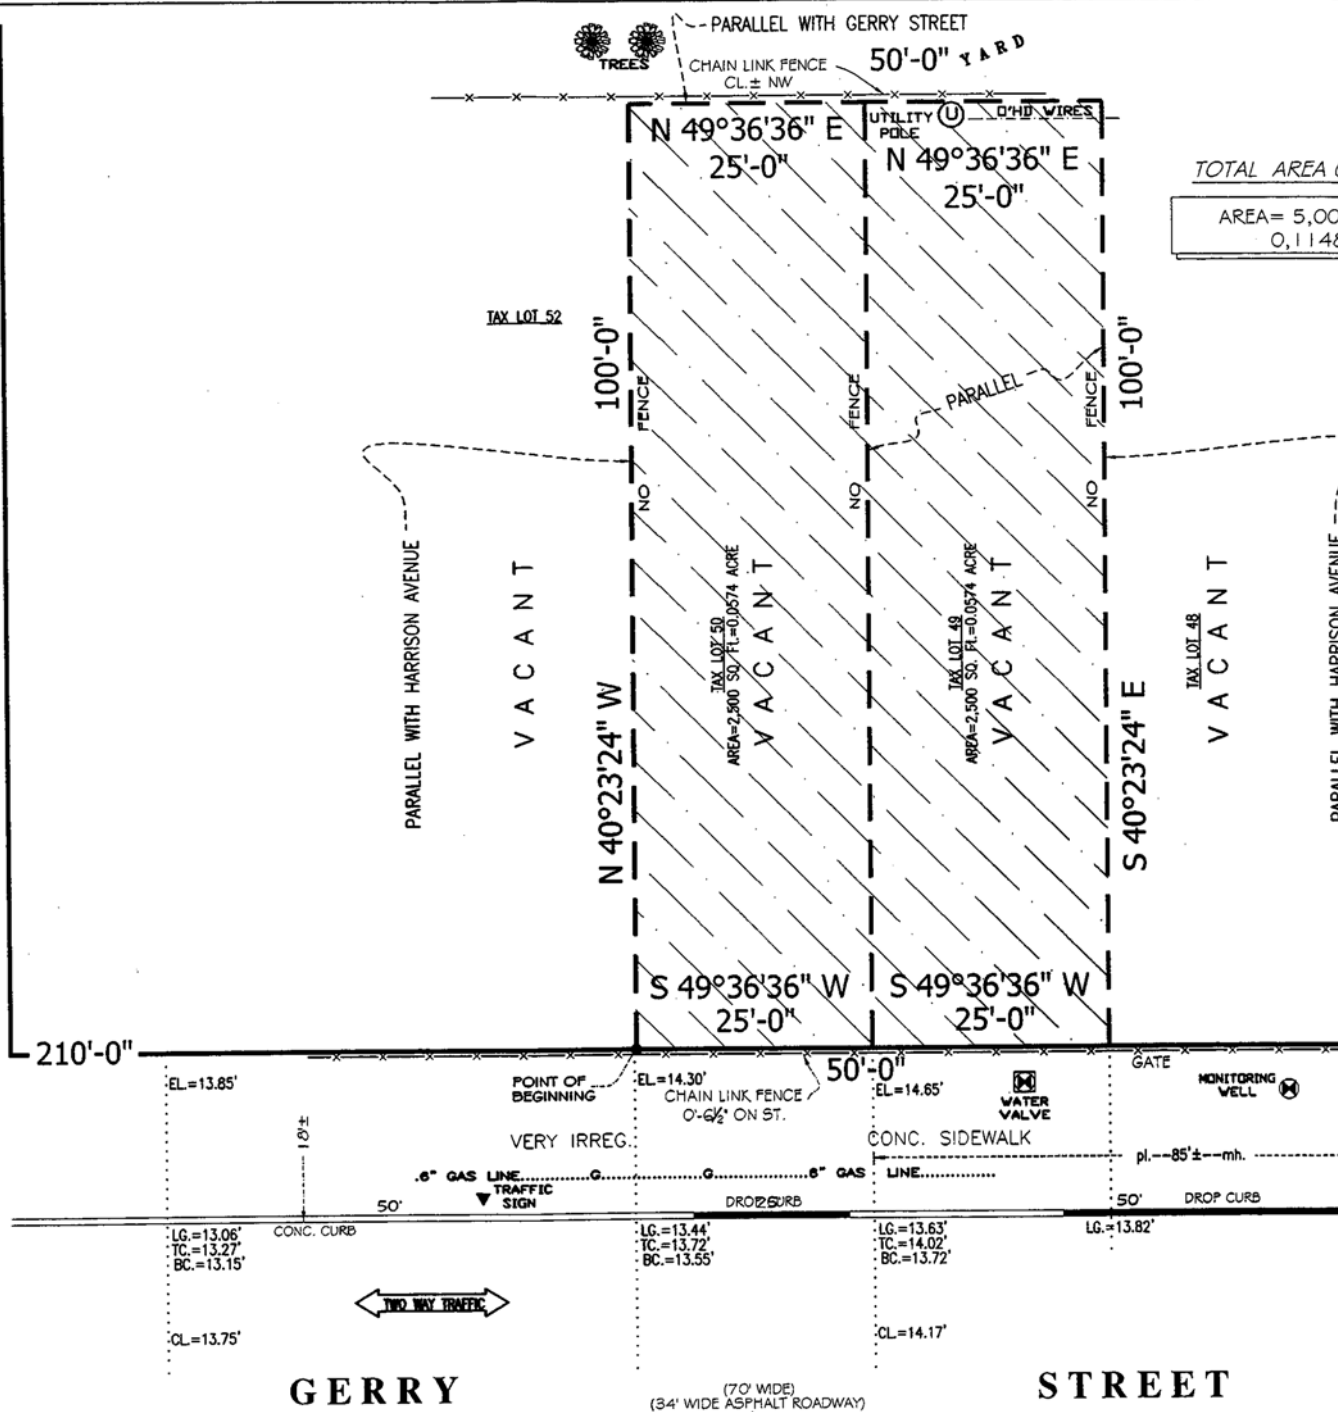 PARALLEL WITH GERRY STREET
50'-0" YARD
TREES
CHAIN LINK FENCE
CL.± NW
N 49°36'36" E
25'-0"
UTILITY
POLE
U
O'HD WIRES
N 49°36'36" E
25'-0"
TOTAL AREA
AREA= 5,00
0,1148
TAX LOT 52
100'-0"
NO FENCE
NO FENCE
PARALLEL
NO FENCE
100'-0"
PARALLEL WITH HARRISON AVENUE
VACANT
N 40°23'24" W
TAX LOT 50
AREA=2,500 SQ. Ft.=0.0574 ACRE
VACANT
TAX LOT 49
AREA=2,500 SQ. Ft.=0.0574 ACRE
VACANT
S 40°23'24" E
TAX LOT 48
VACANT
PARALLEL WITH HARRISON AVENUE
S 49°36'36" W
25'-0"
S 49°36'36" W
25'-0"
210'-0"
50'-0"
GATE
EL.=13.85'
POINT OF
BEGINNING
EL.=14.30'
CHAIN LINK FENCE
0'-6½" ON ST.
EL=14.65'
WATER
VALVE
MONITORING
WELL
18'±
VERY IRREG.
CONC. SIDEWALK
pl.--85'±--mh.
.6" GAS LINE...........G.....................G...................6" GAS LINE..............
TRAFFIC
SIGN
50'
DROP CURB
25'
50'
DROP CURB
CONC. CURB
LG.=13.06'
TC.=13.27'
BC.=13.15'
LG.=13.44'
TC.=13.72'
BC.=13.55'
LG.=13.63'
TC.=14.02'
BC.=13.72'
LG.=13.82'
TWO WAY TRAFFIC
CL.=13.75'
CL.=14.17'
GERRY STREET
(70' WIDE)
(34' WIDE ASPHALT ROADWAY)